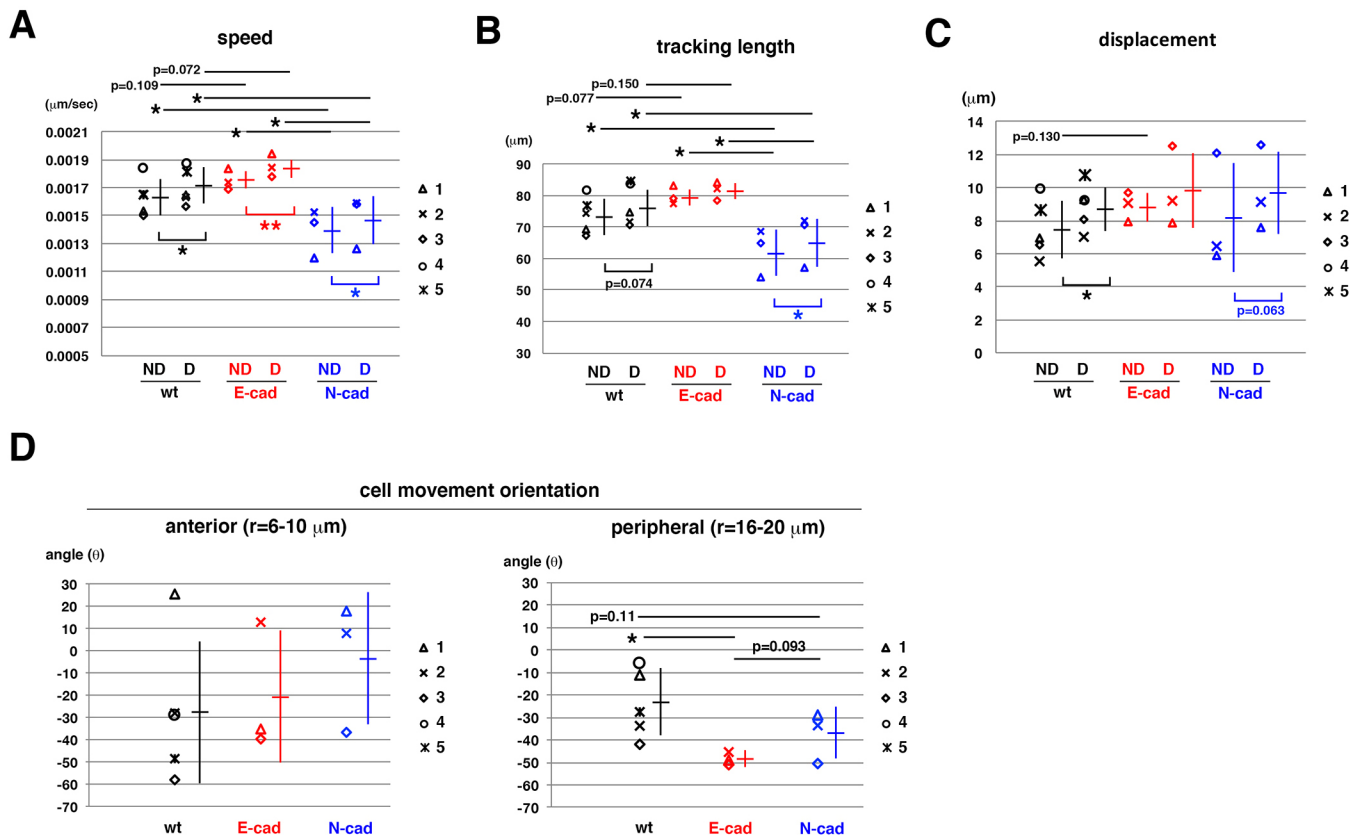 A
speed
p=0.072
p=0.109
*
*
*
*
(μm/sec)
0.0021
0.0019
0.0017
0.0015
0.0013
0.0011
0.0009
0.0007
0.0005
*
**
*
1
2
3
4
5
ND D ND D ND D
wt E-cad N-cad
B
tracking length
p=0.150
p=0.077
*
*
*
*
(μm)
90
80
70
60
50
40
30
p=0.074
*
1
2
3
4
5
ND D ND D ND D
wt E-cad N-cad
C
displacement
(μm)
p=0.130
14
12
10
8
6
4
2
0
*
p=0.063
1
2
3
4
5
ND D ND D ND D
wt E-cad N-cad
D
cell movement orientation
anterior (r=6-10 μm)
angle (θ)
30
20
10
0
-10
-20
-30
-40
-50
-60
-70
1
2
3
4
5
wt E-cad N-cad
peripheral (r=16-20 μm)
angle (θ)
30
20
10
0
-10
-20
-30
-40
-50
-60
-70
p=0.11
*
p=0.093
1
2
3
4
5
wt E-cad N-cad